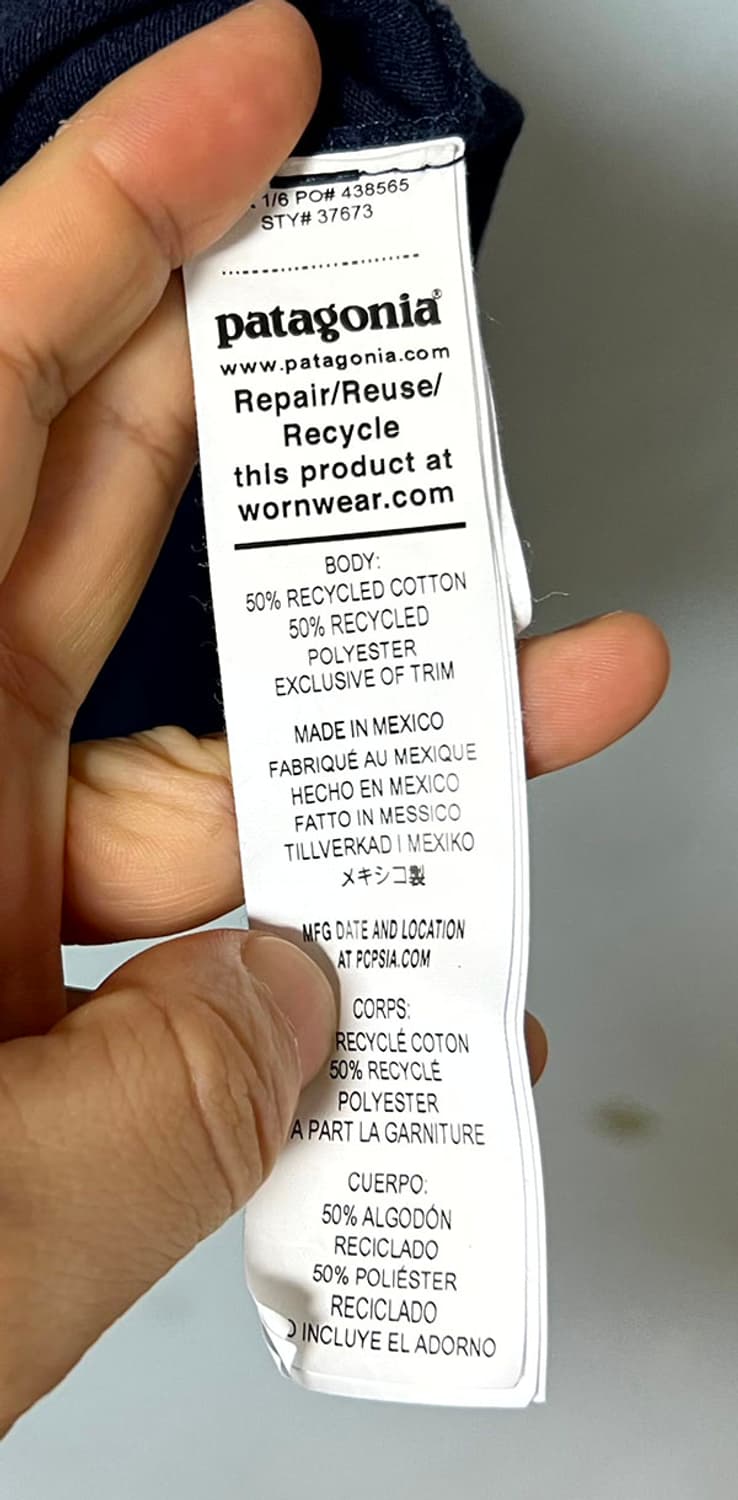 1/6 PO# 438565
STY# 37673
patagonia®
www.patagonia.com
Repair/Reuse/
Recycle
this product at
wornwear.com
BODY:
50% RECYCLED COTTON
50% RECYCLED
POLYESTER
EXCLUSIVE OF TRIM
MADE IN MEXICO
FABRIQUÉ AU MEXIQUE
HECHO EN MEXICO
FATTO IN MESSICO
TILLVERKAD I MEXIKO
メキシコ製
MFG DATE AND LOCATION
AT PCPSIA.COM
CORPS:
RECYCLÉ COTON
50% RECYCLÉ
POLYESTER
A PART LA GARNITURE
CUERPO:
50% ALGODÓN
RECICLADO
50% POLIÉSTER
RECICLADO
INCLUYE EL ADORNO